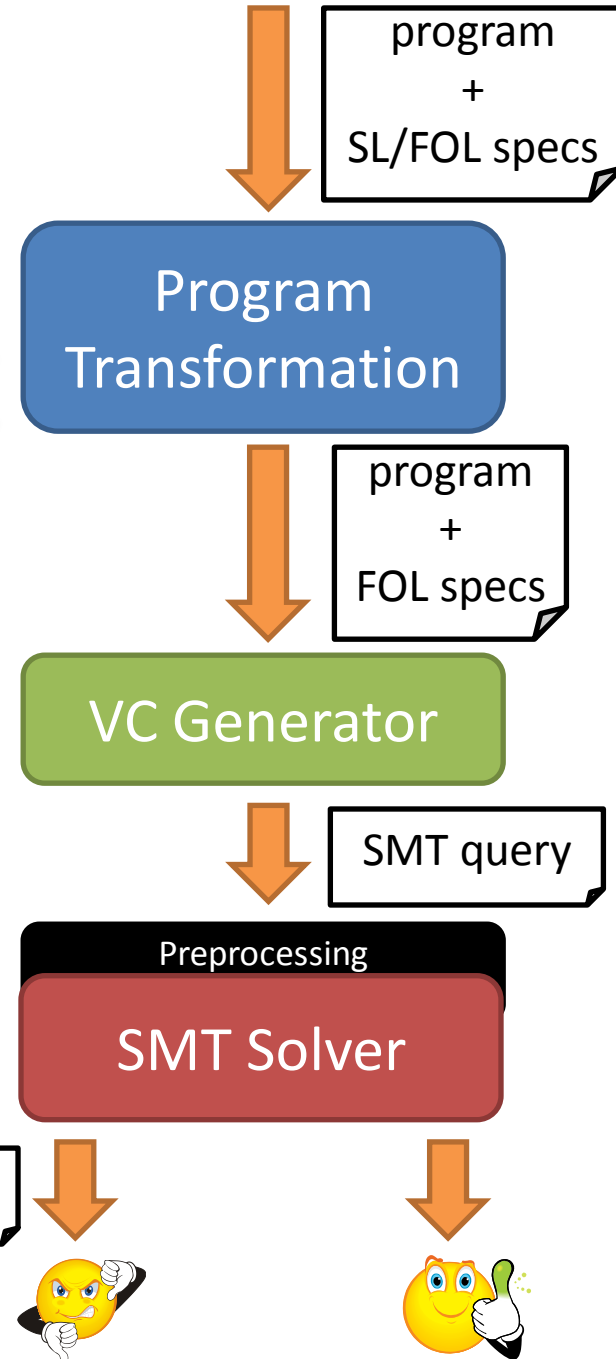 program
+
SL/FOL specs
Program
Transformation
program
+
FOL specs
VC Generator
SMT query
Preprocessing
SMT Solver